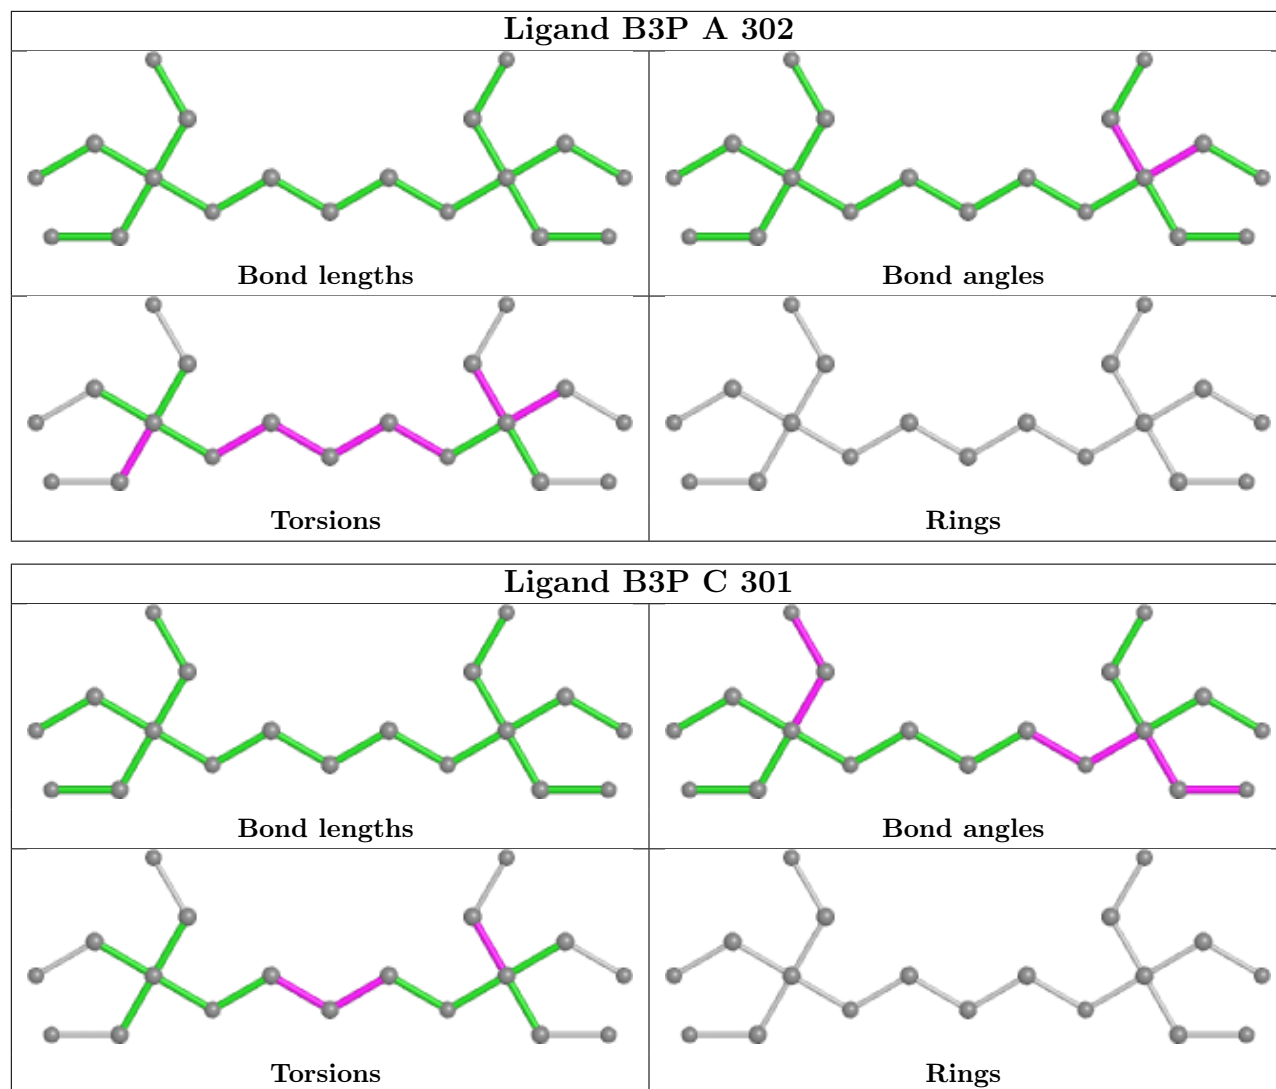 Ligand B3P A 302
Bond lengths
Bond angles
Torsions
Rings
Ligand B3P C 301
Bond lengths
Bond angles
Torsions
Rings